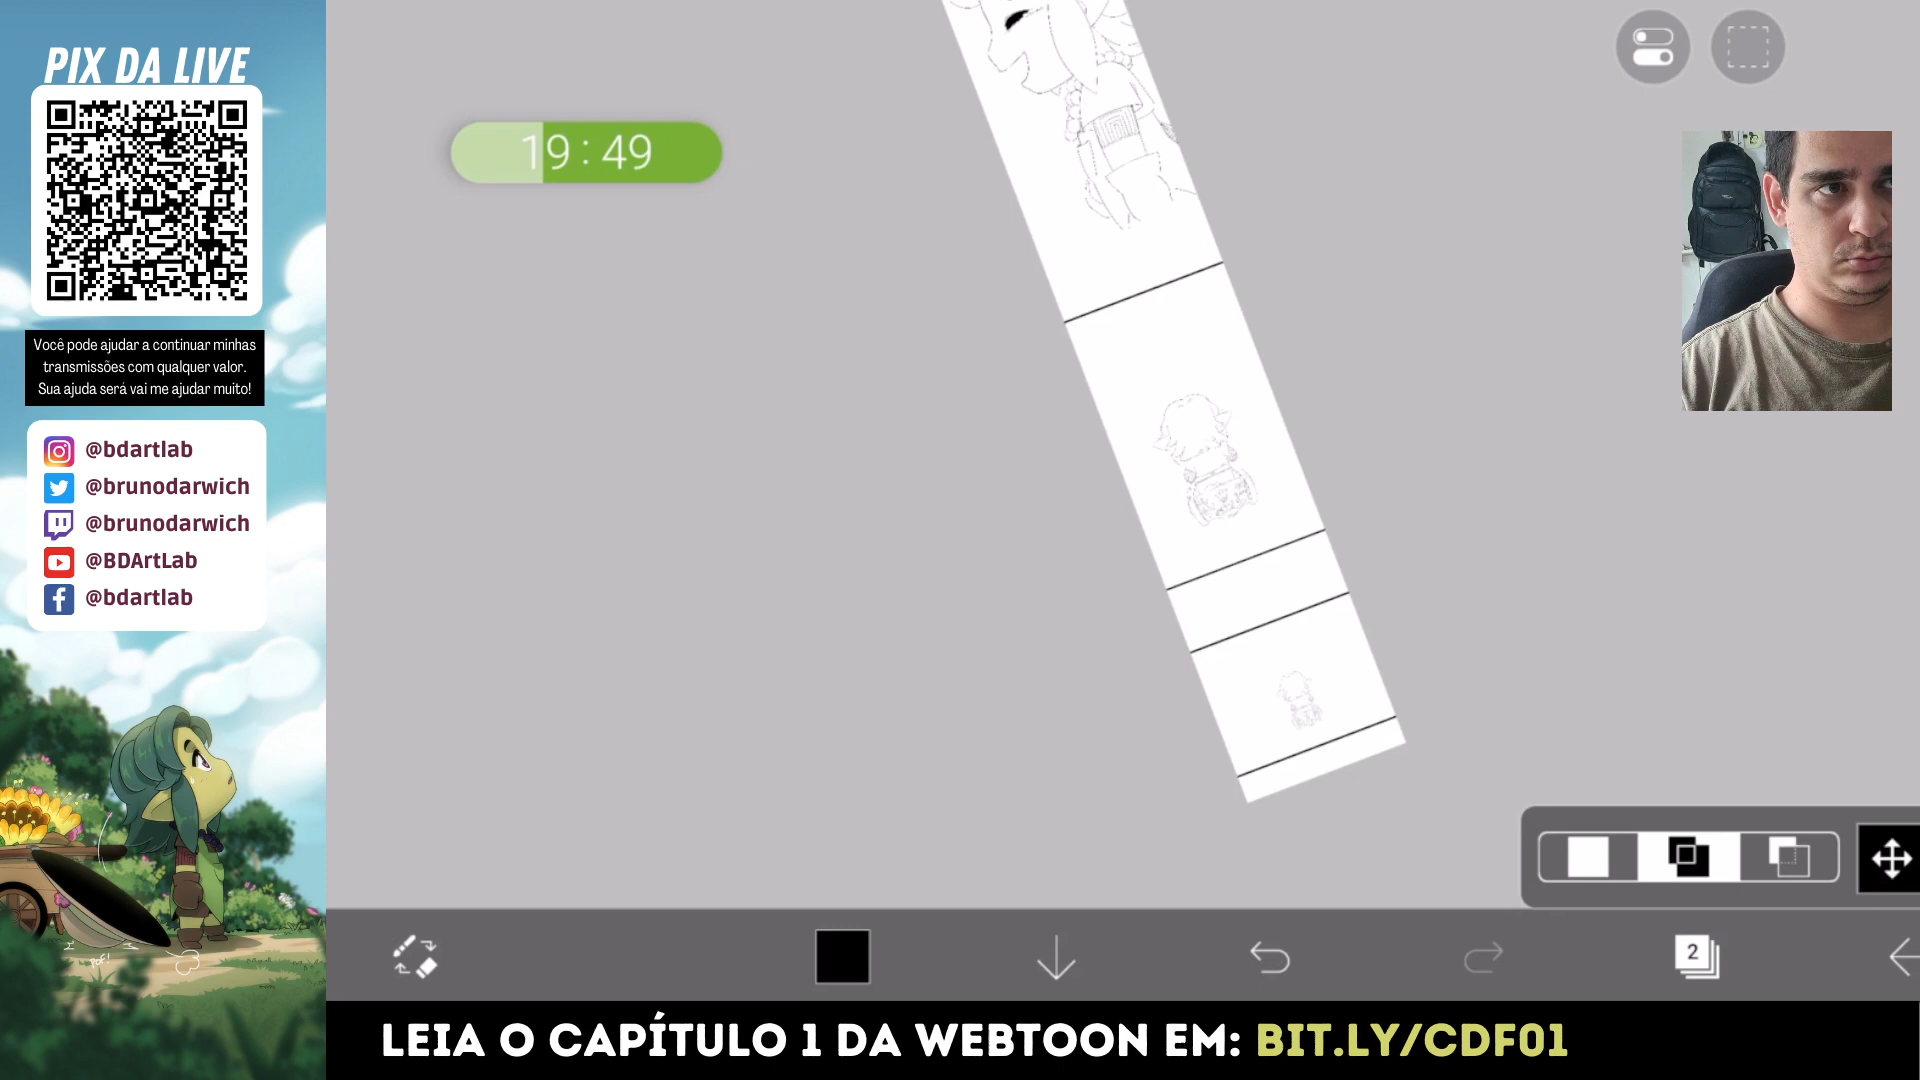 PIX DA LIVE
Você pode ajudar a continuar minhas
transmissões com qualquer valor.
Sua ajuda será vai me ajudar muito!
@bdartlab
@brunodarwich
@brunodarwich
@BDArtLab
@bdartlab
POF!
19:49
2
LEIA O CAPÍTULO 1 DA WEBTOON EM: BIT.LY/CDF01